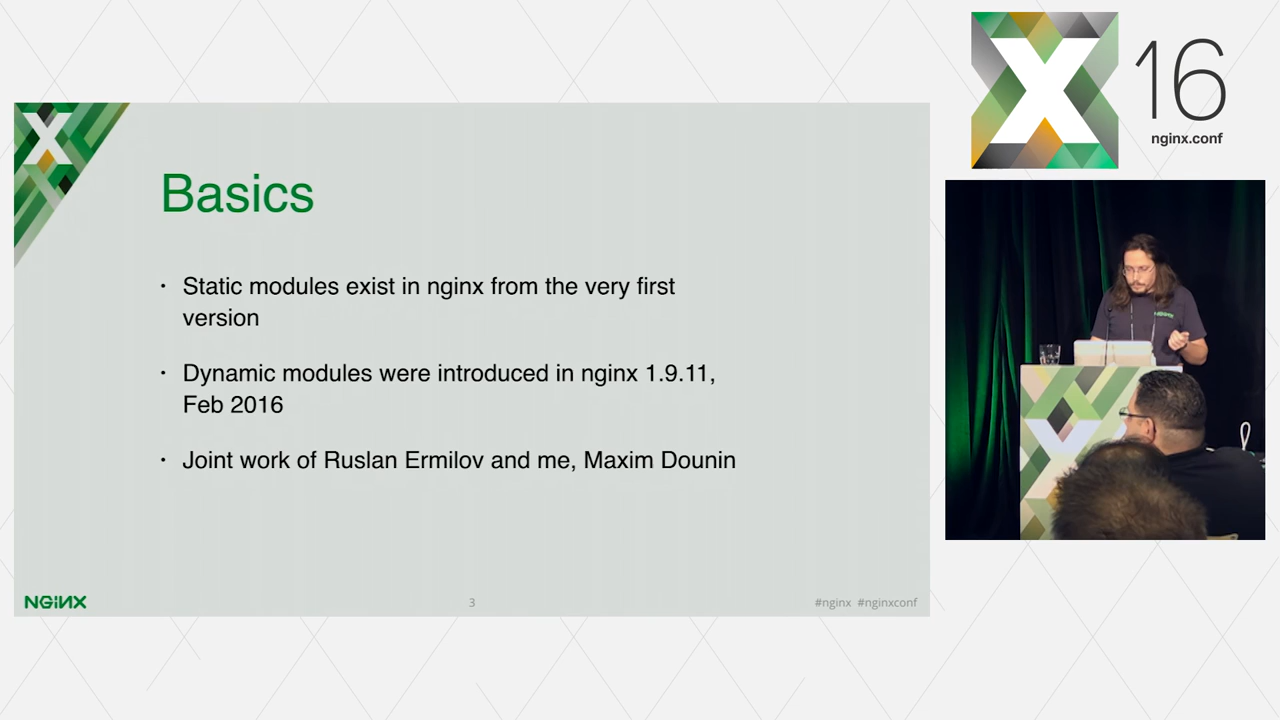 16
nginx.conf
Basics
· Static modules exist in nginx from the very first
version
· Dynamic modules were introduced in nginx 1.9.11,
Feb 2016
· Joint work of Ruslan Ermilov and me, Maxim Dounin
NGINX
3
#nginx #nginxconf